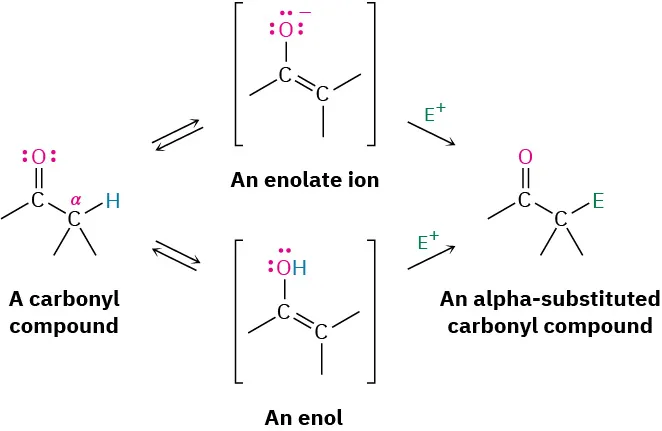 O
−
C
C
E+
An enolate ion
O
C
α
H
C
A carbonyl
compound
OH
C
C
E+
An enol
O
C
E
C
An alpha-substituted
carbonyl compound